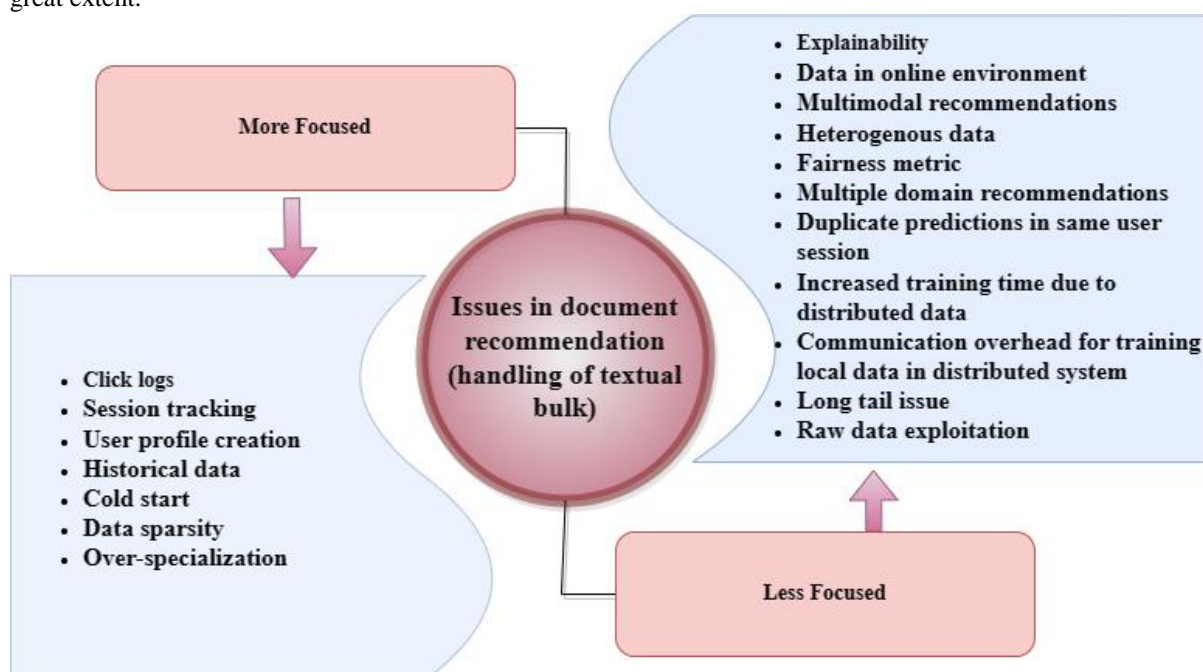 great extent.
More Focused
• Click logs
• Session tracking
• User profile creation
• Historical data
• Cold start
• Data sparsity
• Over-specialization
Issues in document
recommendation
(handling of textual
bulk)
• Explainability
• Data in online environment
• Multimodal recommendations
• Heterogenous data
• Fairness metric
• Multiple domain recommendations
• Duplicate predictions in same user
session
• Increased training time due to
distributed data
• Communication overhead for training
local data in distributed system
• Long tail issue
• Raw data exploitation
Less Focused